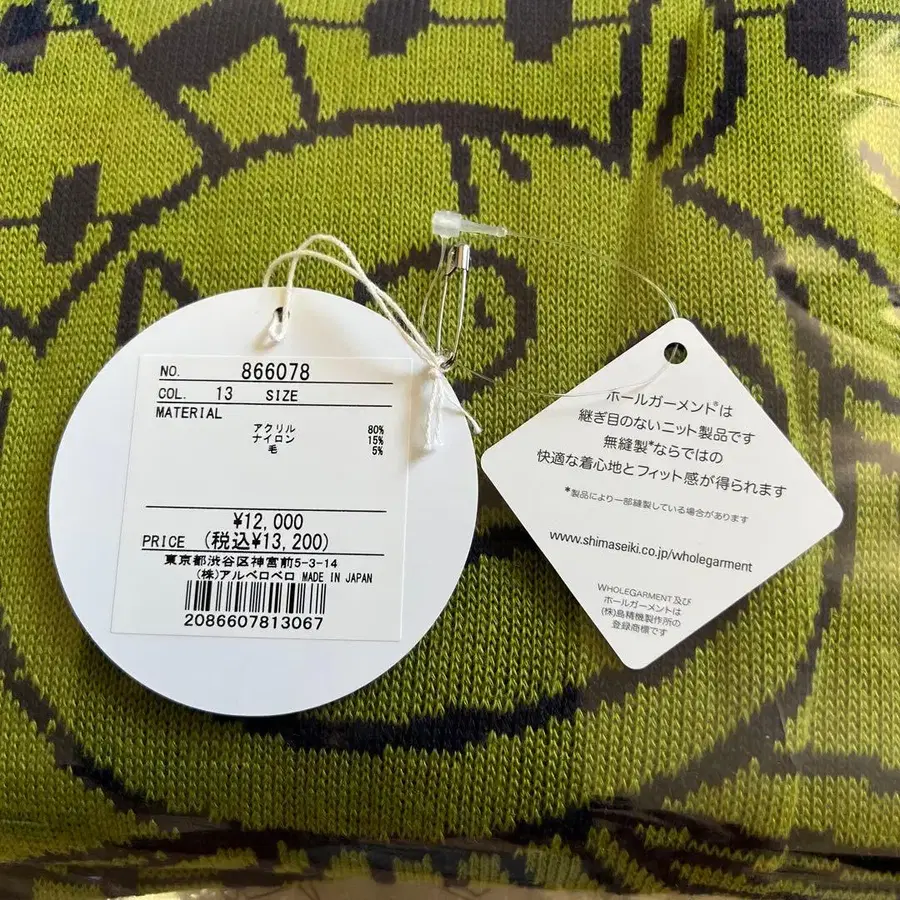 NO. 866078
COL. 13 SIZE
MATERIAL
アクリル 80%
ナイロン 15%
毛 5%
¥12,000
PRICE (税込¥13,200)
東京都渋谷区神宮前5-3-14
(株)アルベロベロ MADE IN JAPAN
2086607813067
ホールガーメント®は
継ぎ目のないニット製品です
無縫製*ならではの
快適な着心地とフィット感が得られます
*製品により一部縫製している場合があります
www.shimaseiki.co.jp/wholegarment
WHOLEGARMENT及び
ホールガーメントは
(株)島精機製作所の
登録商標です